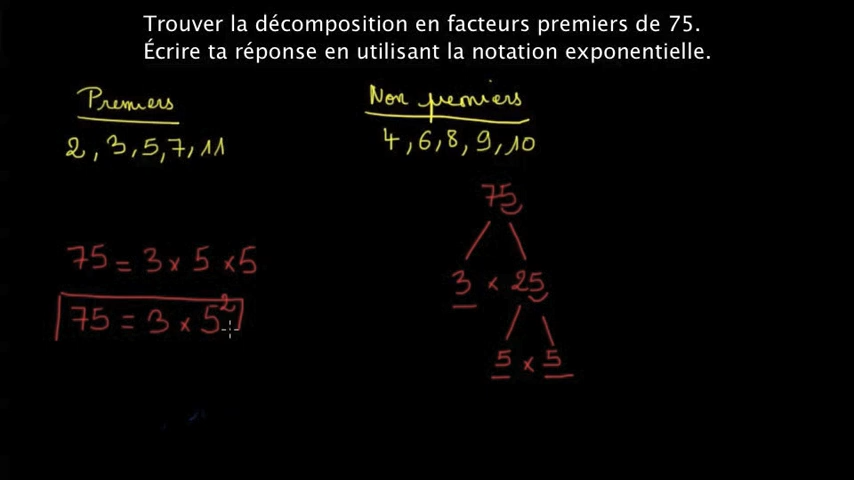 Trouver la décomposition en facteurs premiers de 75.
Écrire ta réponse en utilisant la notation exponentielle.
Premiers
2, 3, 5, 7, 11
Non premiers
4, 6, 8, 9, 10
75 = 3 × 5 × 5
75 = 3 × 5²
75
3 × 25
5 × 5